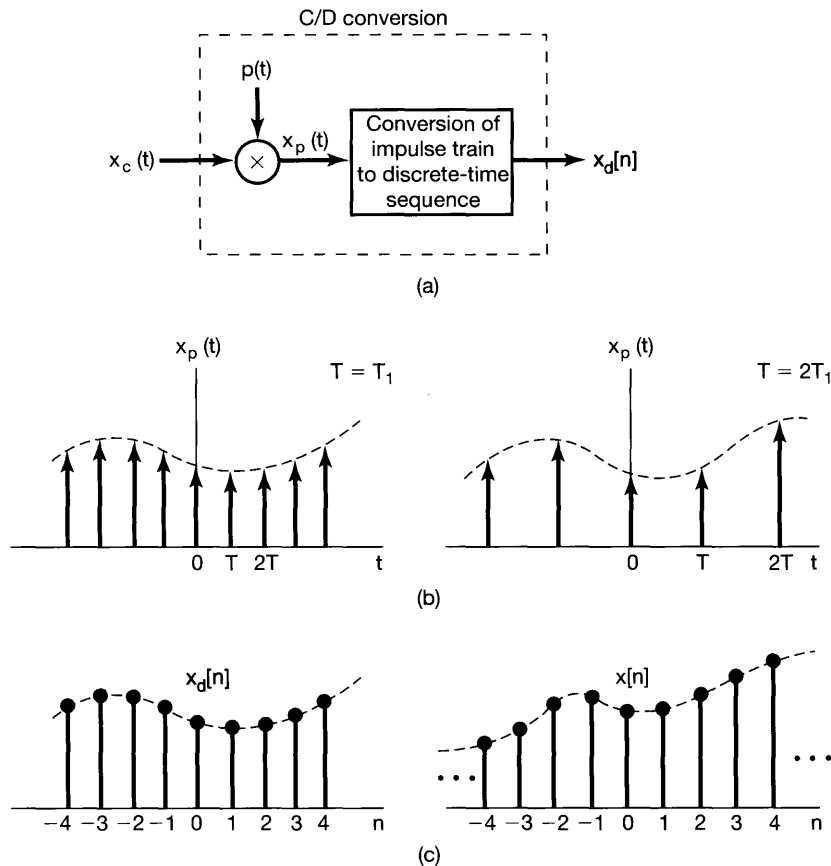 C/D conversion
p(t)
x_c (t)
×
x_p (t)
Conversion of
impulse train
to discrete-time
sequence
x_d[n]
(a)
x_p (t)
T = T_1
0 T 2T t
x_p (t)
T = 2T_1
0 T 2T t
(b)
x_d[n]
-4 -3 -2 -1 0 1 2 3 4 n
x[n]
• • •
• • •
-4 -3 -2 -1 0 1 2 3 4 n
(c)